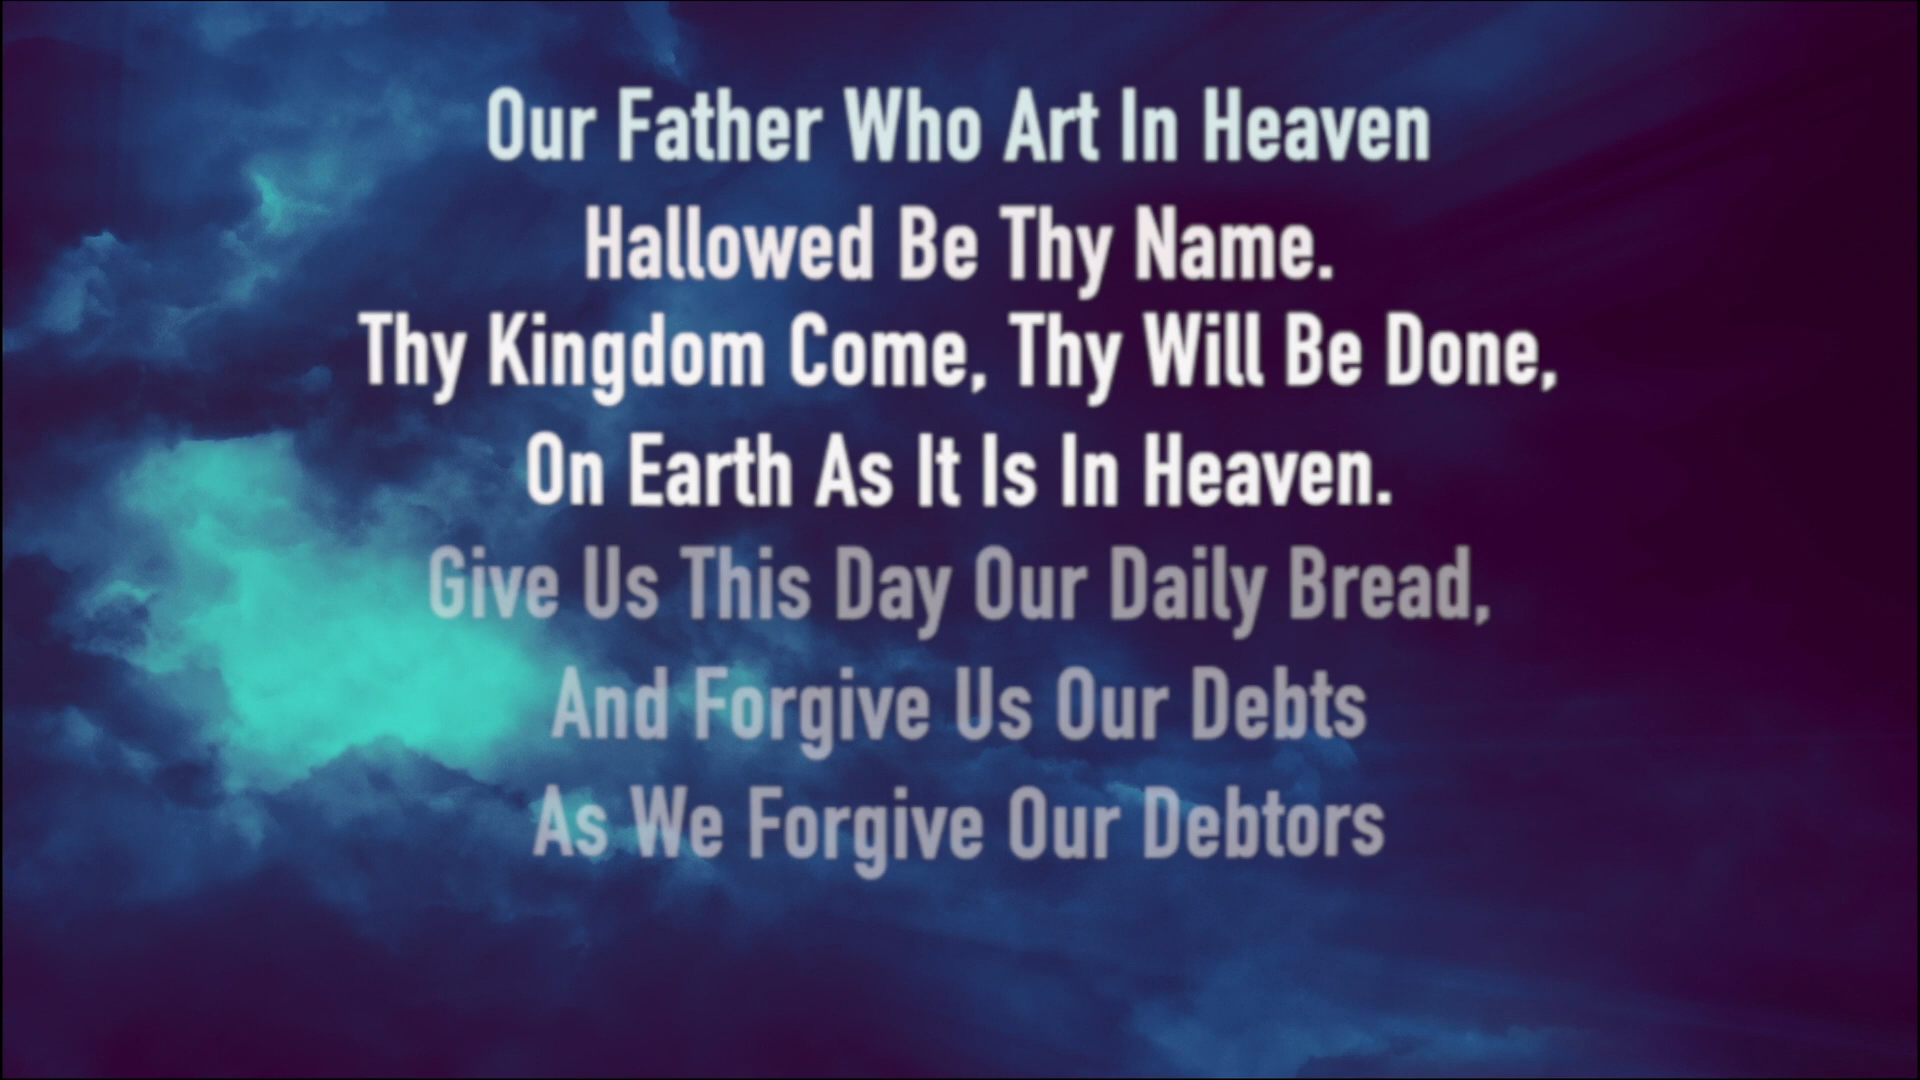 Our Father Who Art In Heaven
Hallowed Be Thy Name.
Thy Kingdom Come, Thy Will Be Done,
On Earth As It Is In Heaven.
Give Us This Day Our Daily Bread,
And Forgive Us Our Debts
As We Forgive Our Debtors